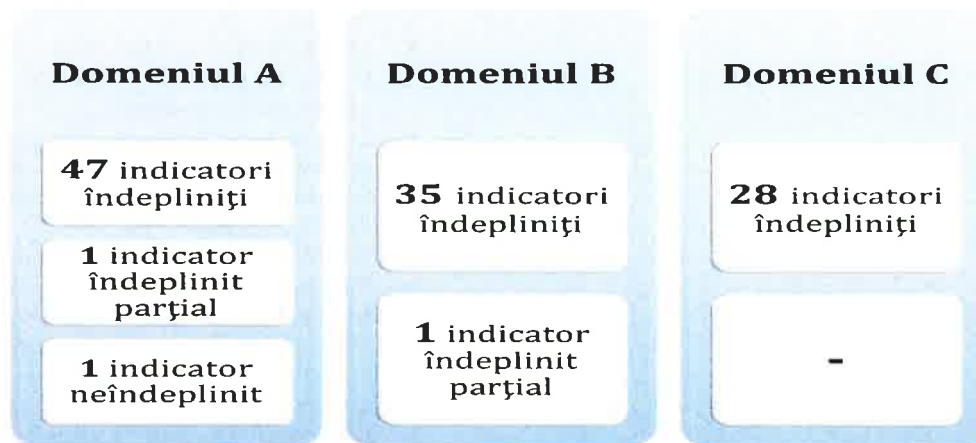 Domeniul A
47 indicatori
îndepliniţi
1 indicator
îndeplinit
parţial
1 indicator
neîndeplinit
Domeniul B
35 indicatori
îndepliniţi
1 indicator
îndeplinit
parţial
Domeniul C
28 indicatori
îndepliniţi
-